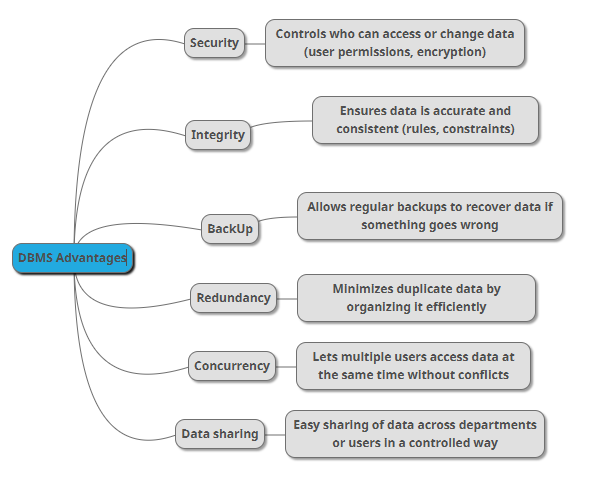 Security
Controls who can access or change data
(user permissions, encryption)
Integrity
Ensures data is accurate and
consistent (rules, constraints)
BackUp
Allows regular backups to recover data if
something goes wrong
DBMS Advantages
Redundancy
Minimizes duplicate data by
organizing it efficiently
Concurrency
Lets multiple users access data at
the same time without conflicts
Data sharing
Easy sharing of data across departments
or users in a controlled way